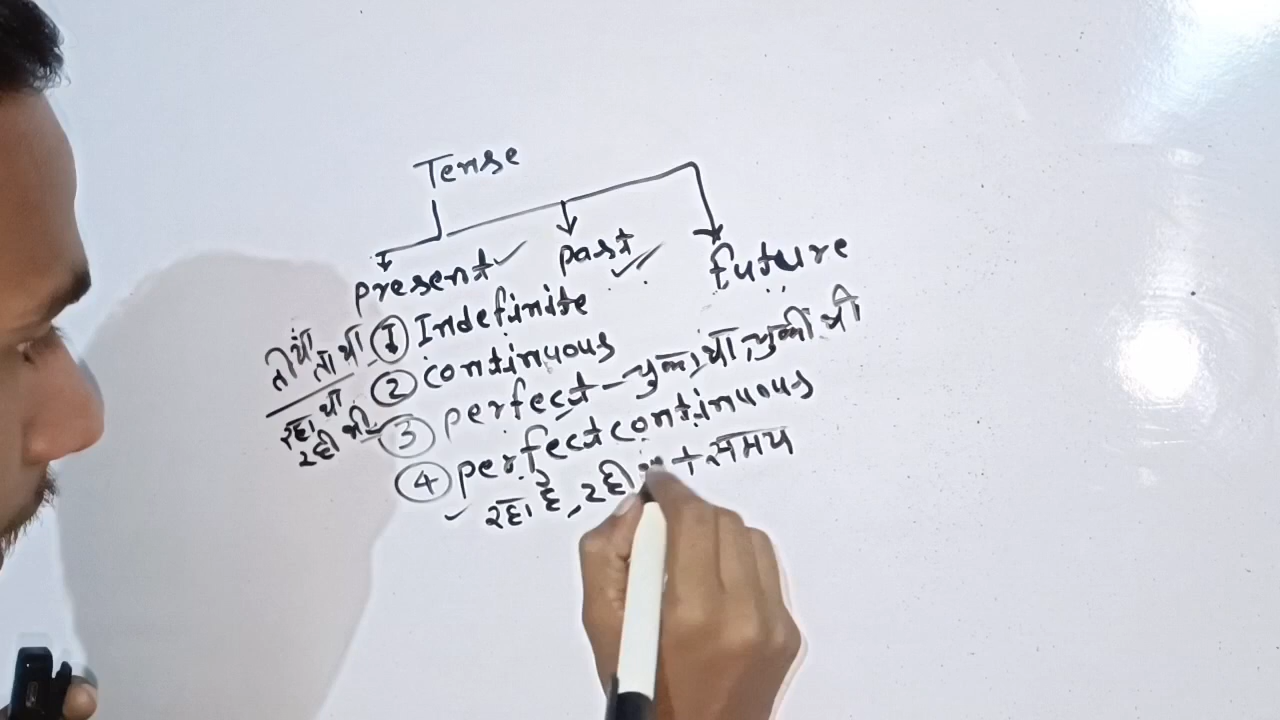 Tense
present past future
ती थी
ता था ① Indefinite
रहा था ② continuous
रही थी ③ perfect - चुका था, चुकी थी
④ perfect continuous
रहा है, रही + समय